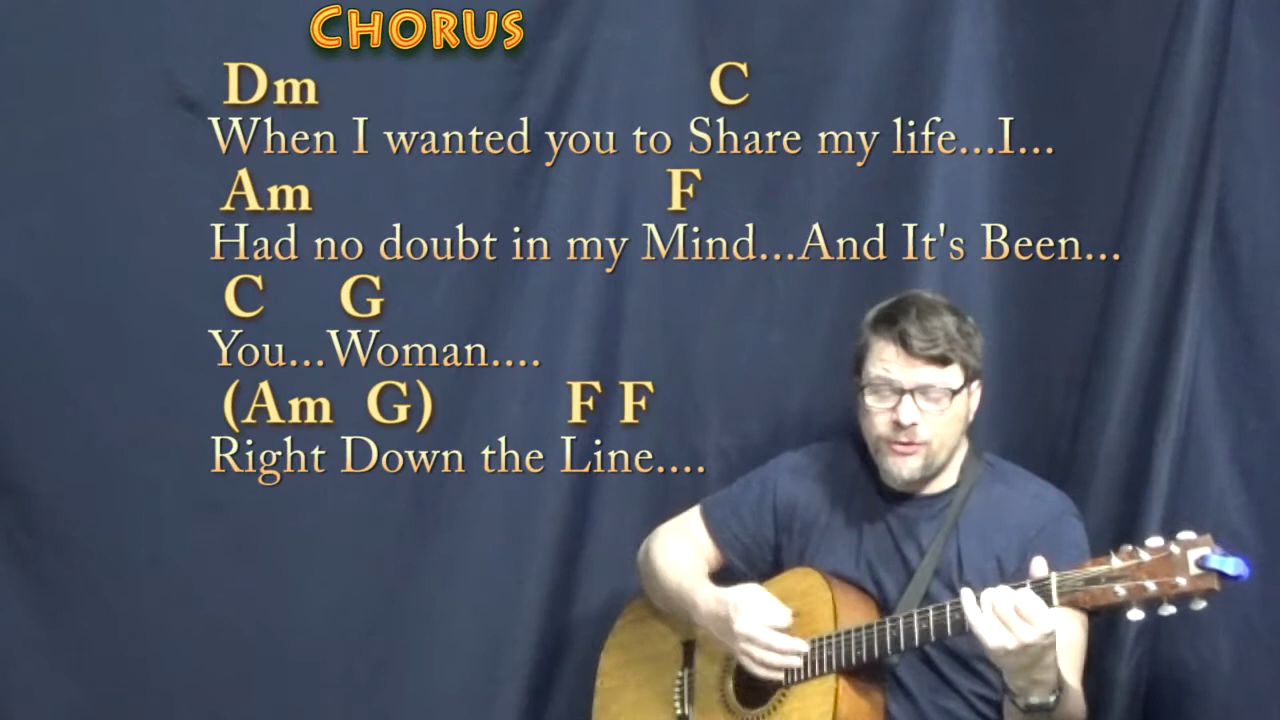 CHORUS
Dm C
When I wanted you to Share my life...I...
Am F
Had no doubt in my Mind...And It's Been...
C G
You...Woman....
(Am G) F F
Right Down the Line....